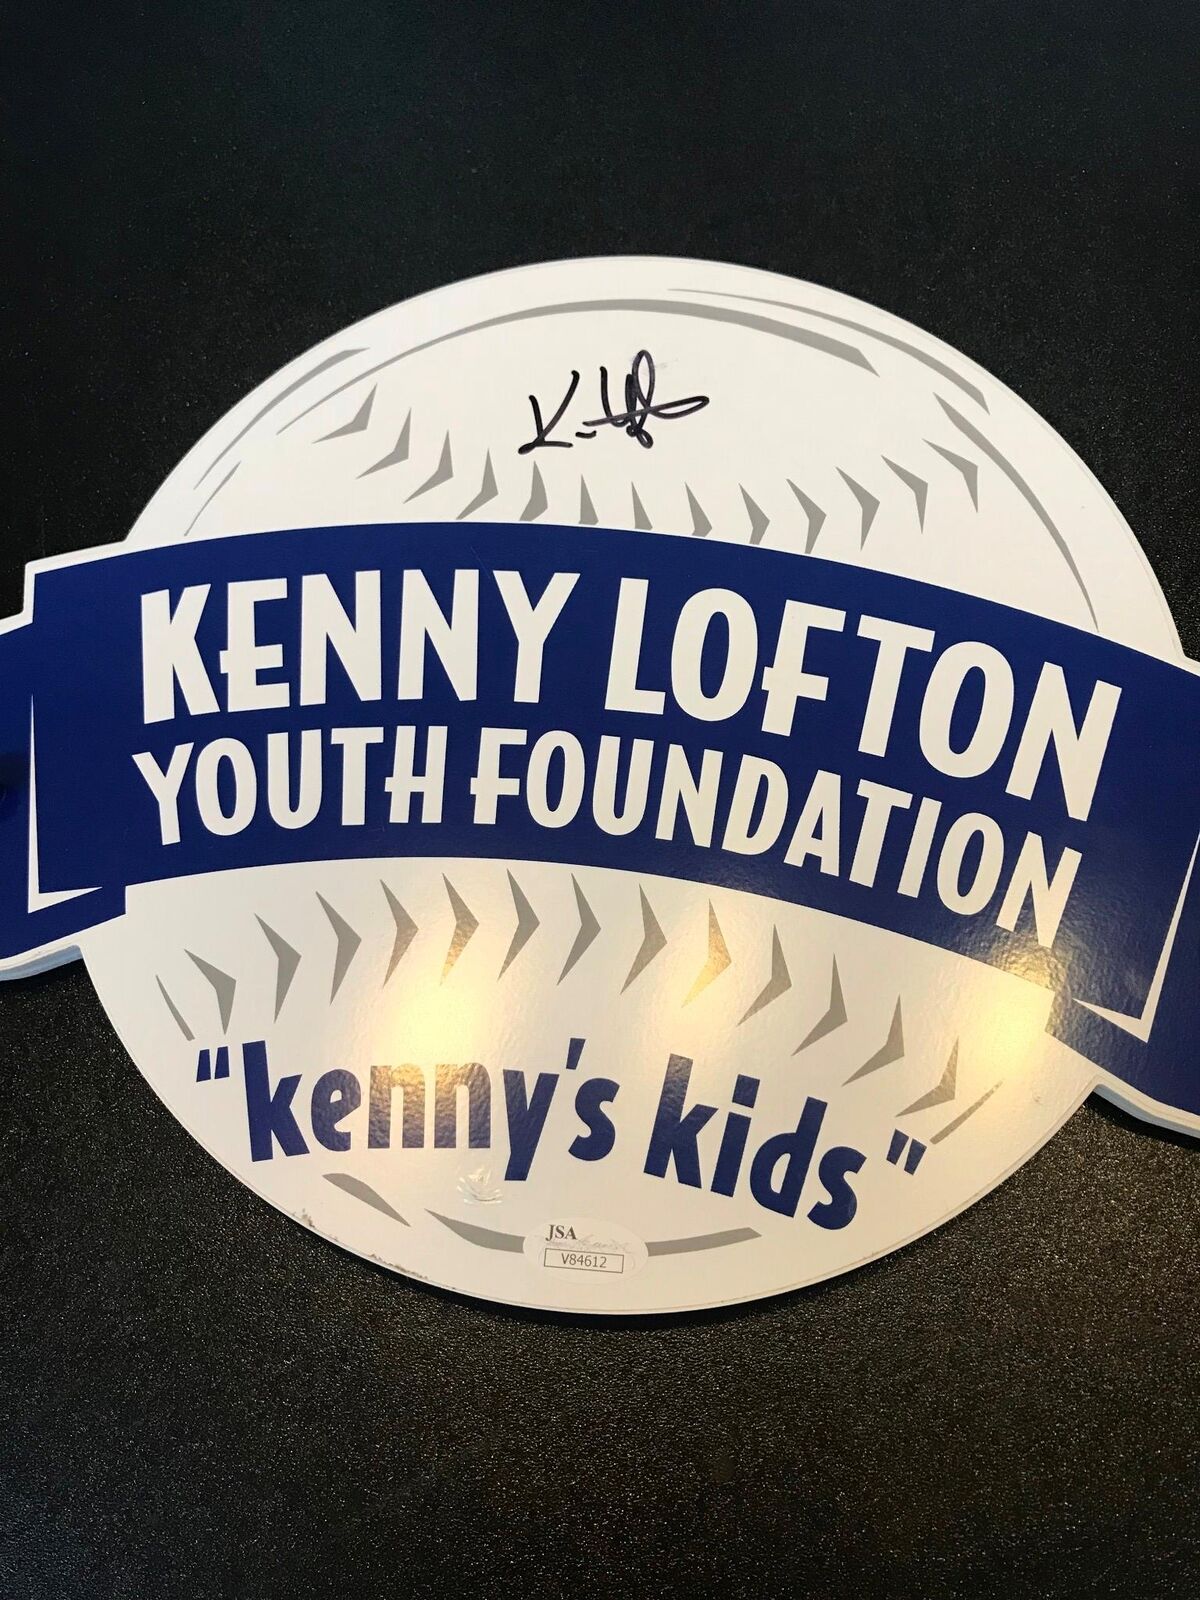 KENNY LOFTON
YOUTH FOUNDATION
"kenny's kids"
JSA
V84612